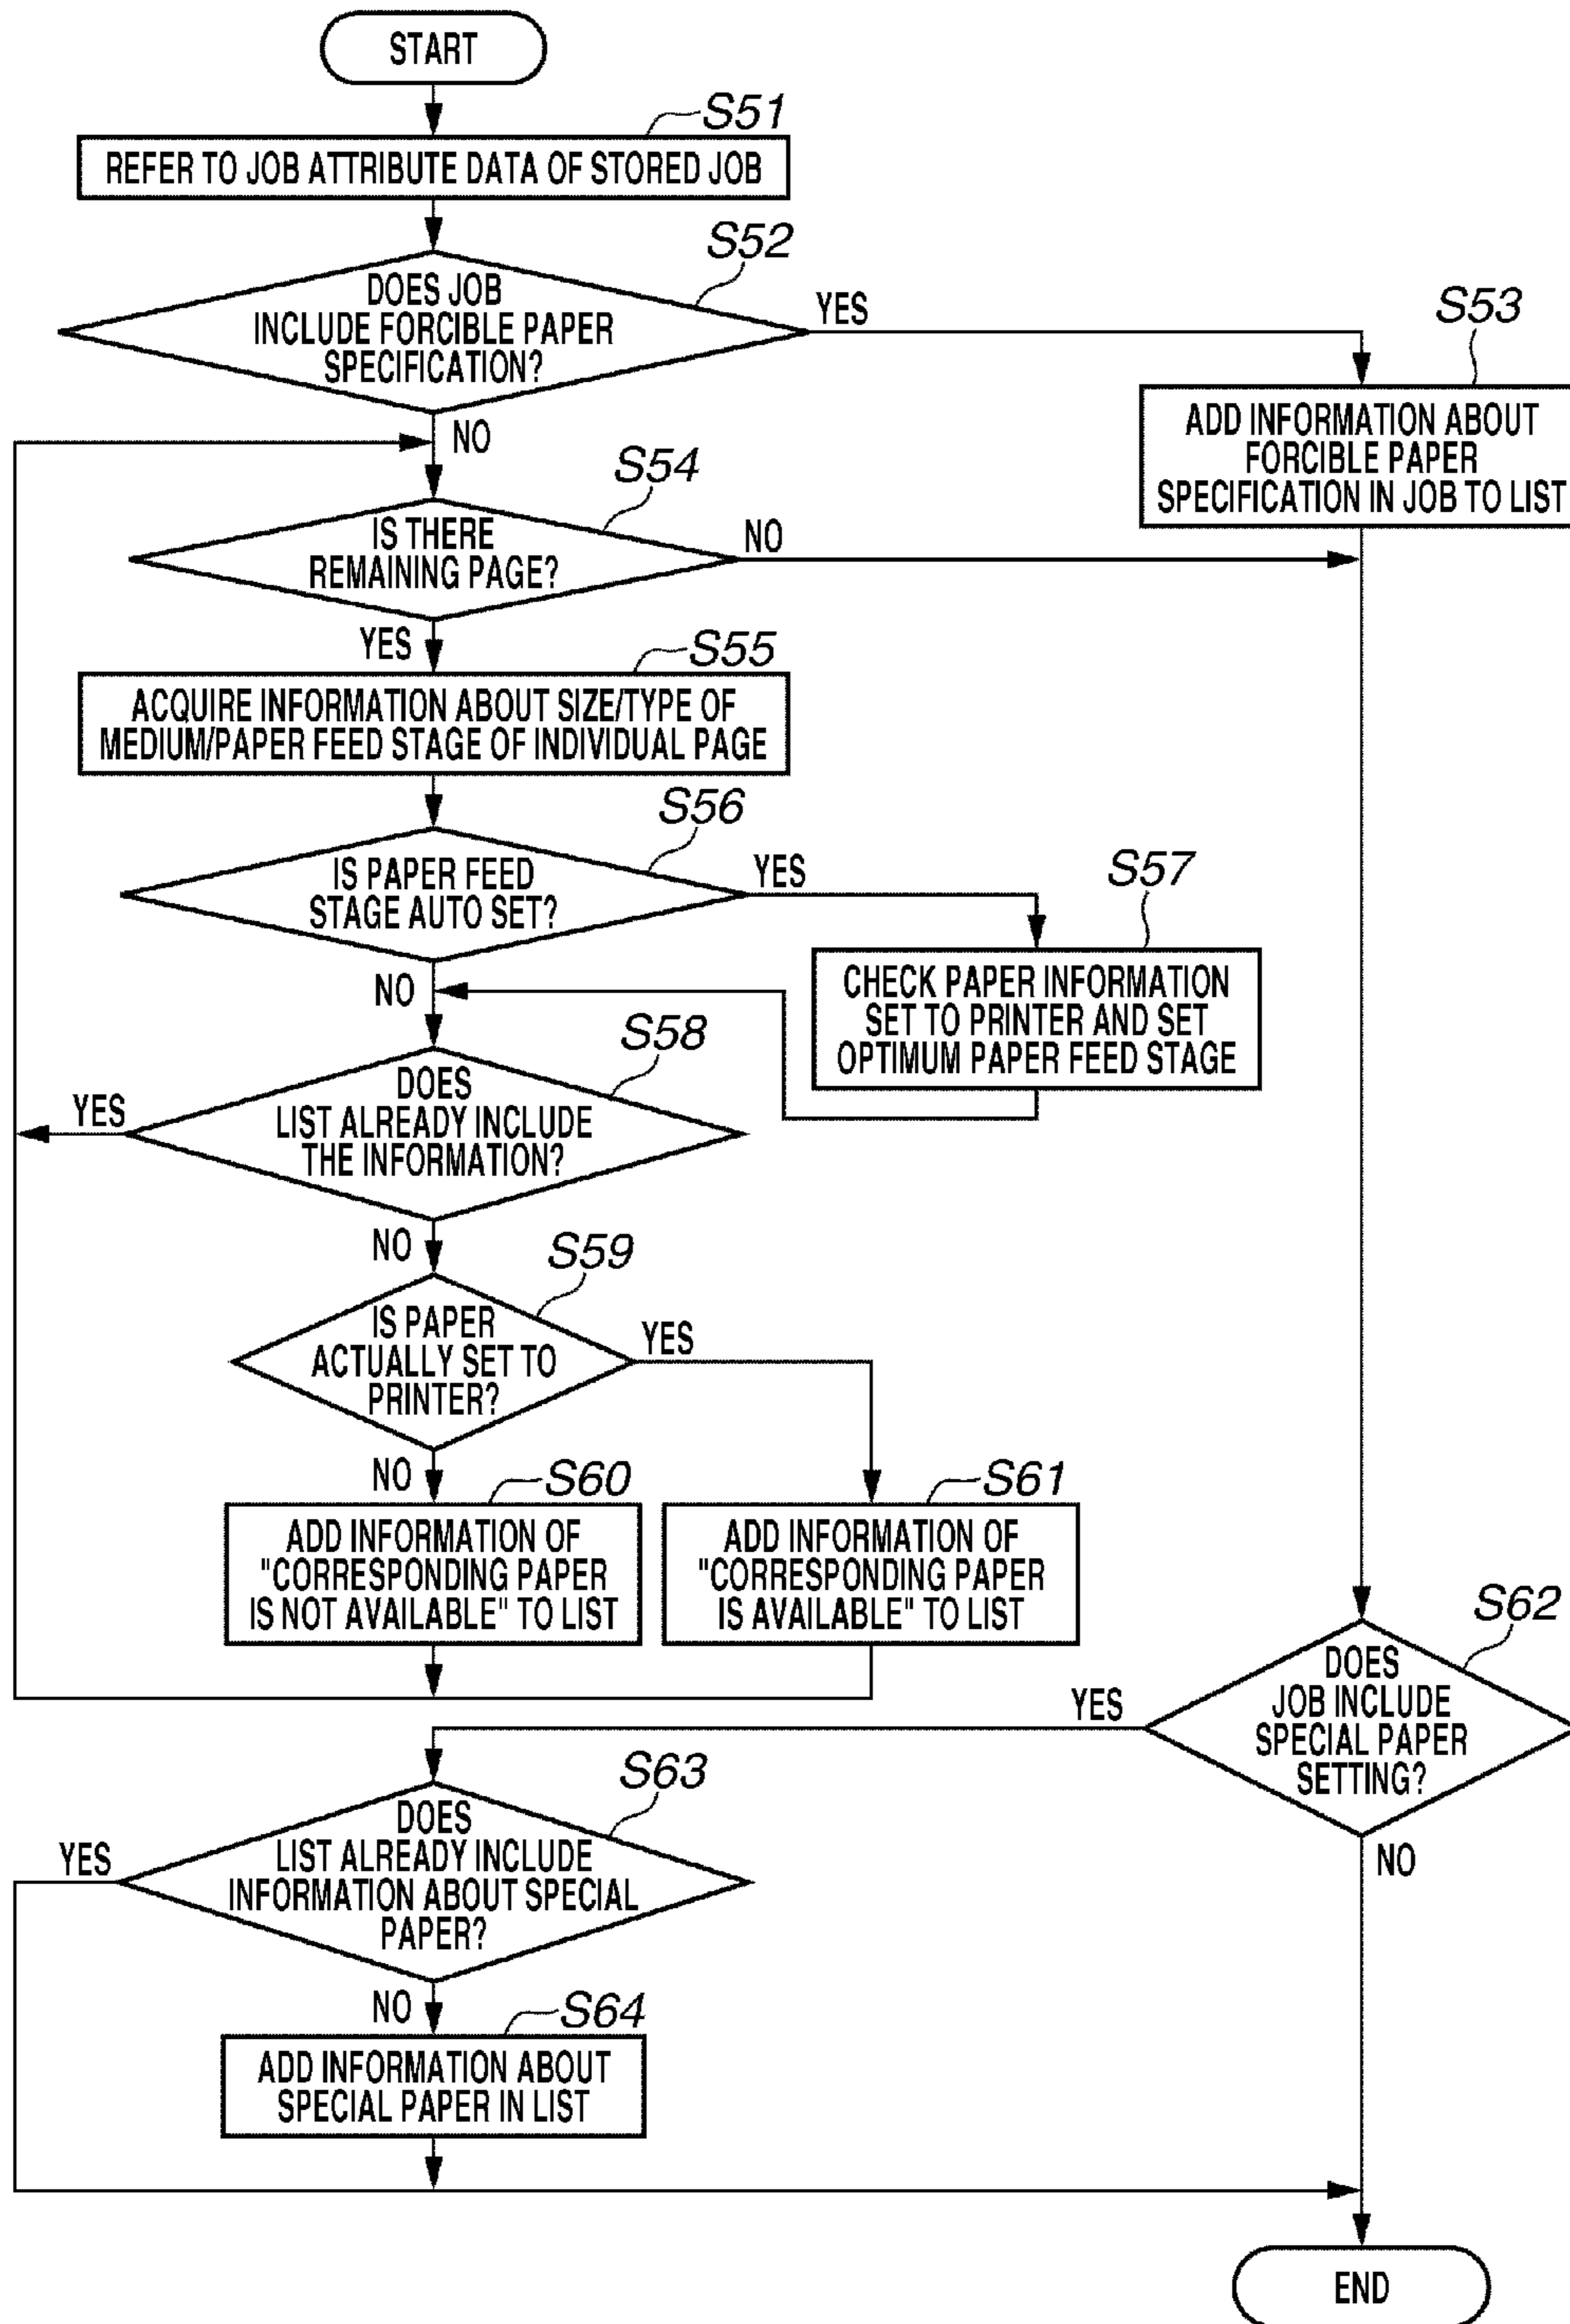 START
S51
REFER TO JOB ATTRIBUTE DATA OF STORED JOB
S52
DOES JOB
INCLUDE FORCIBLE PAPER
SPECIFICATION?
YES
S53
ADD INFORMATION ABOUT
FORCIBLE PAPER
SPECIFICATION IN JOB TO LIST
NO
S54
IS THERE
REMAINING PAGE?
NO
YES
S55
ACQUIRE INFORMATION ABOUT SIZE/TYPE OF
MEDIUM/PAPER FEED STAGE OF INDIVIDUAL PAGE
S56
IS PAPER FEED
STAGE AUTO SET?
YES
S57
CHECK PAPER INFORMATION
SET TO PRINTER AND SET
OPTIMUM PAPER FEED STAGE
NO
S58
DOES
LIST ALREADY INCLUDE
THE INFORMATION?
YES
NO
S59
IS PAPER
ACTUALLY SET TO
PRINTER?
YES
NO
S60
ADD INFORMATION OF
"CORRESPONDING PAPER
IS NOT AVAILABLE" TO LIST
S61
ADD INFORMATION OF
"CORRESPONDING PAPER
IS AVAILABLE" TO LIST
S62
DOES
JOB INCLUDE
SPECIAL PAPER
SETTING?
YES
NO
S63
DOES
LIST ALREADY INCLUDE
INFORMATION ABOUT SPECIAL
PAPER?
YES
NO
S64
ADD INFORMATION ABOUT
SPECIAL PAPER IN LIST
END